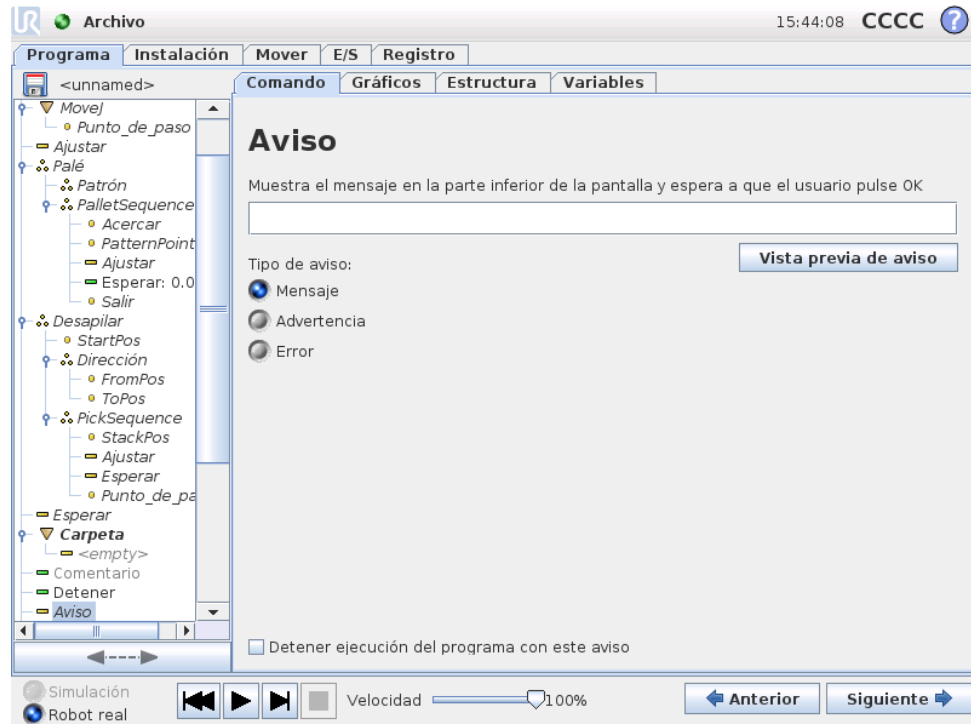 UR Archivo 15:44:08 CCCC ?
Programa Instalación Mover E/S Registro
<unnamed>
Comando Gráficos Estructura Variables
MoveJ
Punto_de_paso
Ajustar
Palé
Patrón
PalletSequence
Acercar
PatternPoint
Ajustar
Esperar: 0.0
Salir
Desapilar
StartPos
Dirección
FromPos
ToPos
PickSequence
StackPos
Ajustar
Esperar
Punto_de_pa
Esperar
Carpeta
<empty>
Comentario
Detener
Aviso
Aviso
Muestra el mensaje en la parte inferior de la pantalla y espera a que el usuario pulse OK
Vista previa de aviso
Tipo de aviso:
Mensaje
Advertencia
Error
Detener ejecución del programa con este aviso
Simulación
Robot real
Velocidad 100%
Anterior Siguiente